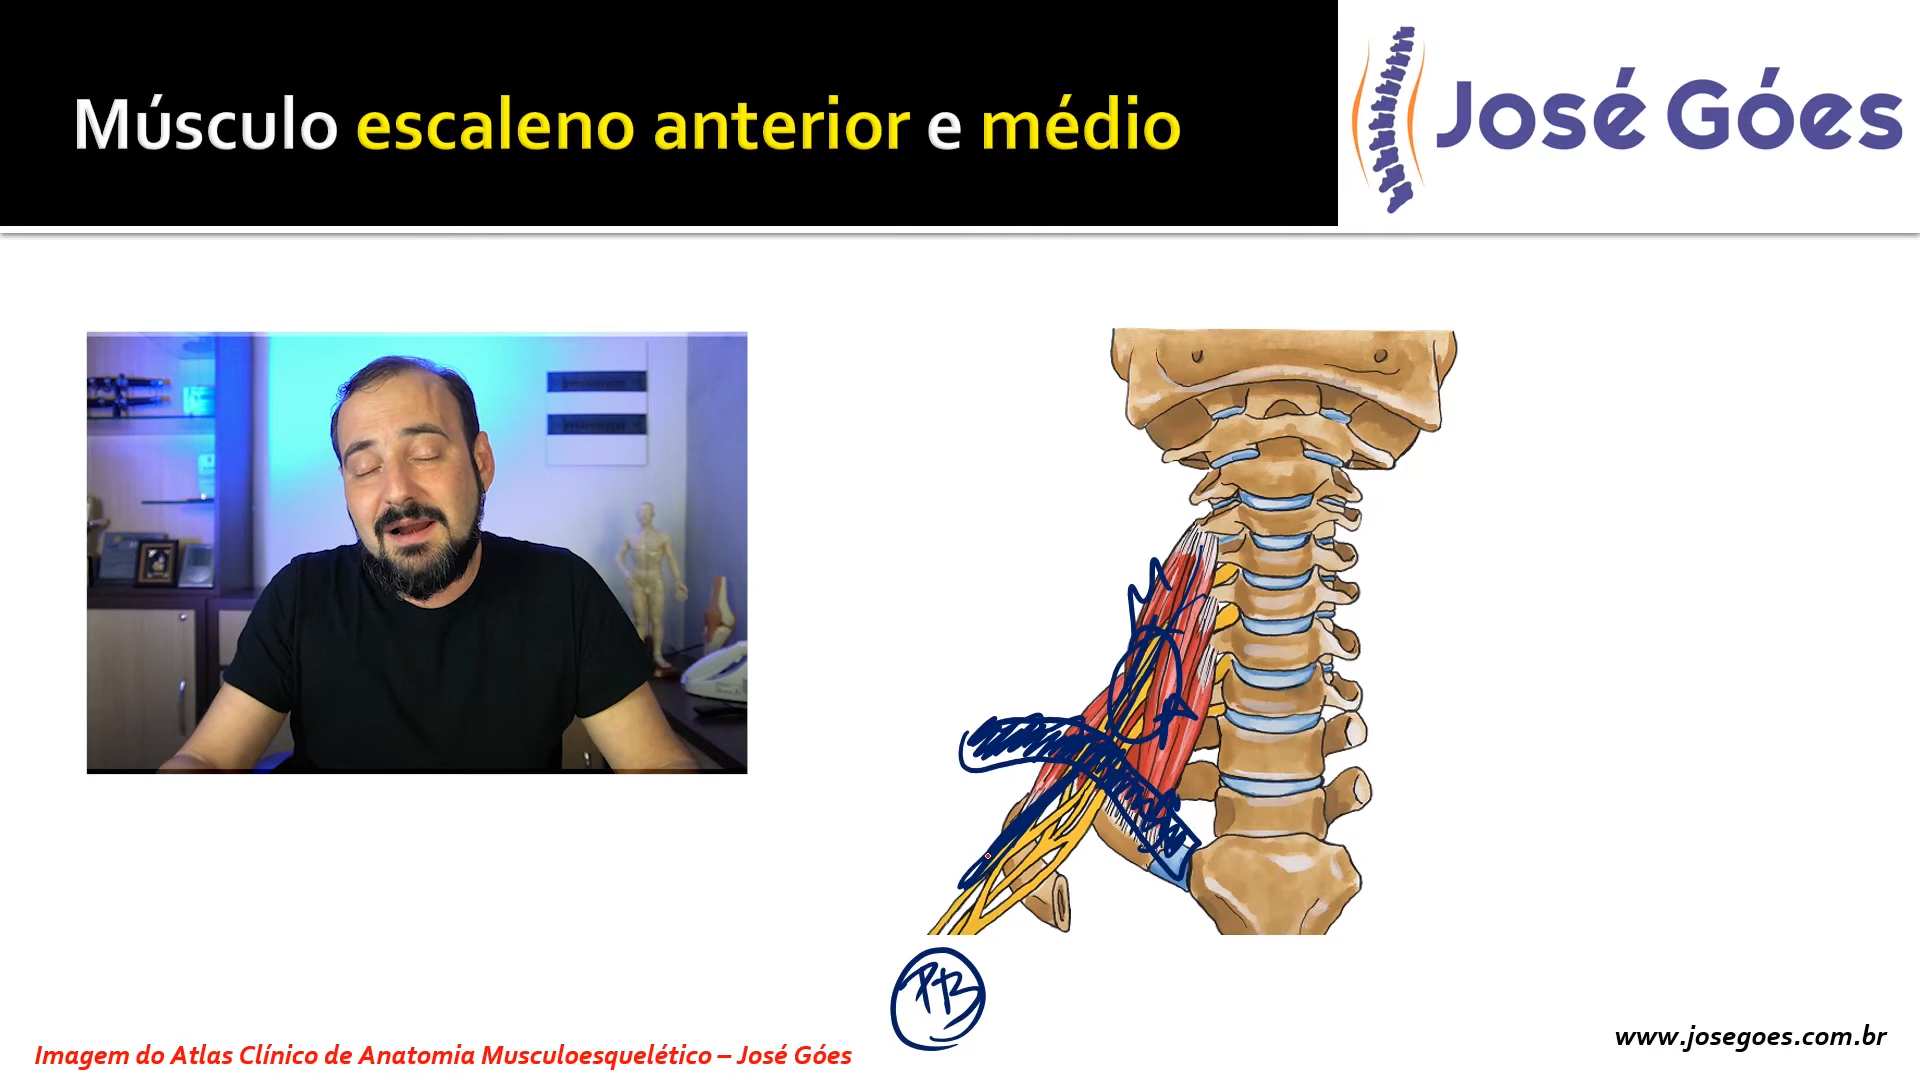 Músculo escaleno anterior e médio
José Góes
PB
Imagem do Atlas Clínico de Anatomia Musculoesquelético – José Góes
www.josegoes.com.br